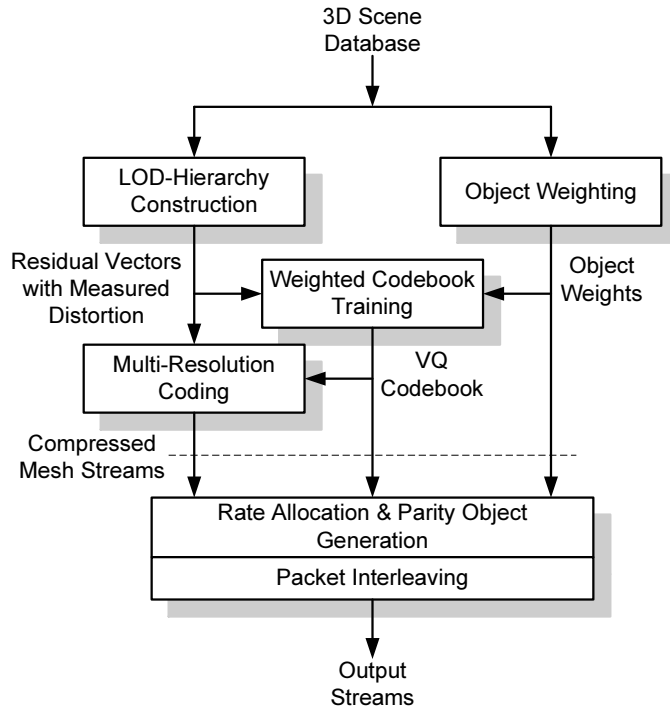 3D Scene
Database
LOD-Hierarchy
Construction
Object Weighting
Residual Vectors
with Measured
Distortion
Weighted Codebook
Training
Object
Weights
Multi-Resolution
Coding
VQ
Codebook
Compressed
Mesh Streams
Rate Allocation & Parity Object
Generation
Packet Interleaving
Output
Streams